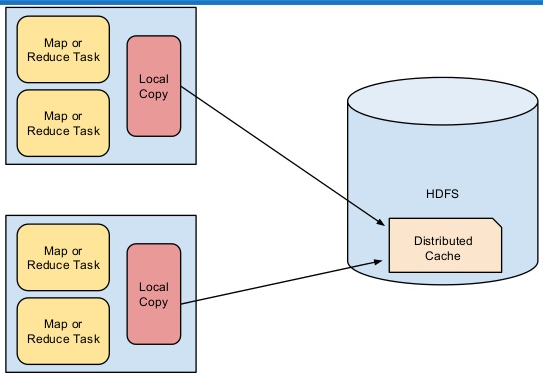 Map or
Reduce Task
Local
Copy
Map or
Reduce Task
HDFS
Distributed
Cache
Map or
Reduce Task
Local
Copy
Map or
Reduce Task